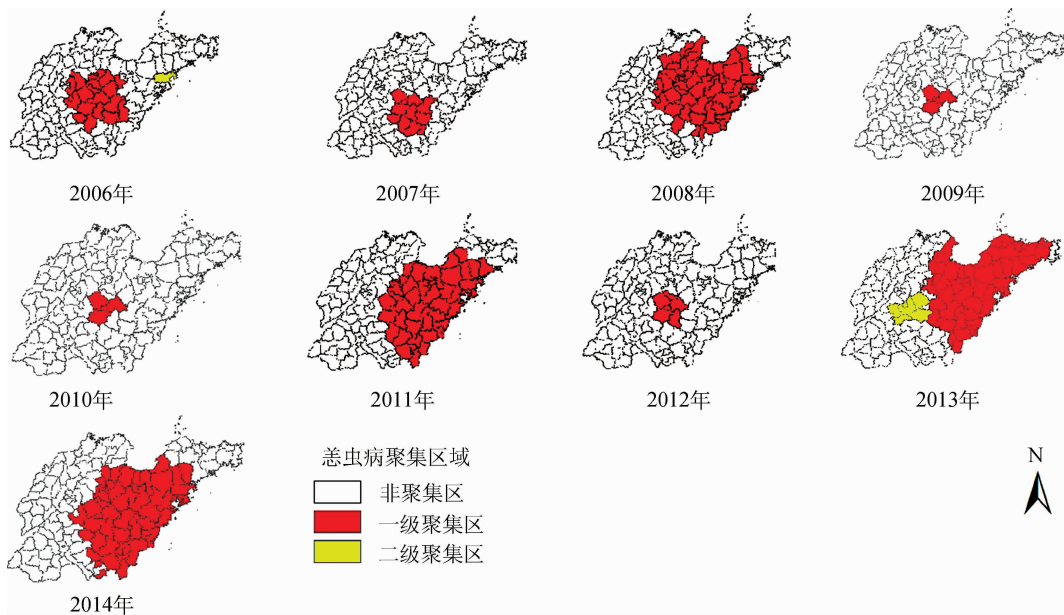 2006年
2007年
2008年
2009年
2010年
2011年
2012年
2013年
2014年
恙虫病聚集区域
非聚集区
一级聚集区
二级聚集区
N